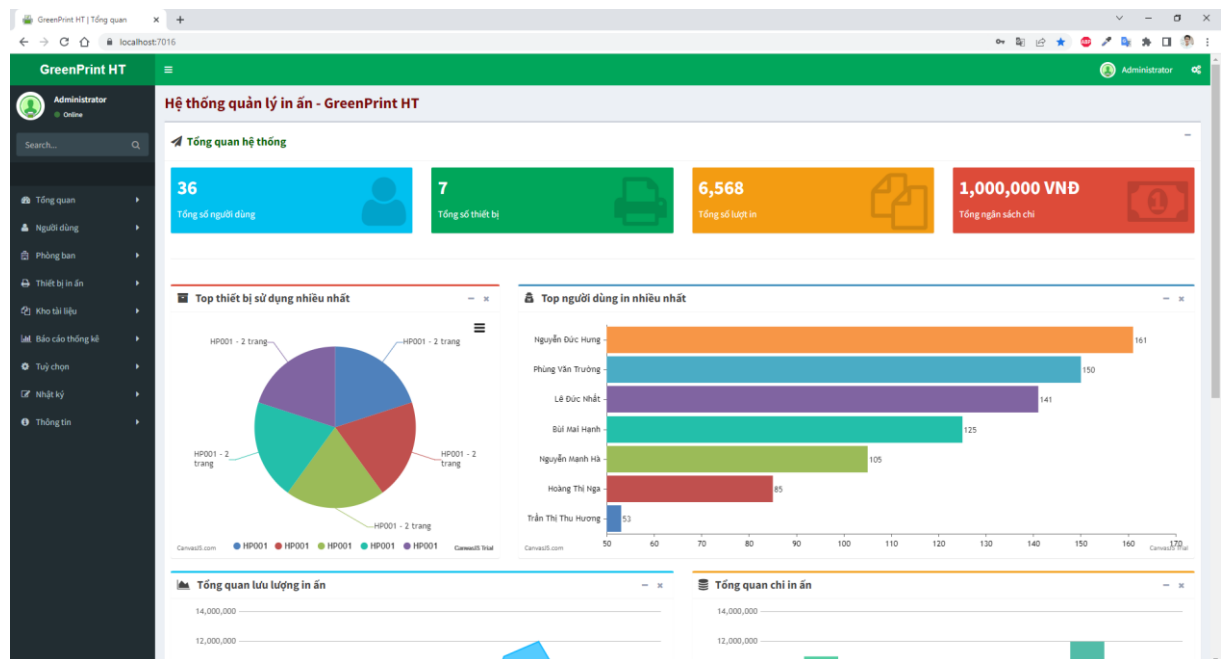 GreenPrint HT | Tổng quan
localhost:7016
GreenPrint HT
Administrator
Administrator
Online
Search...
Tổng quan
Người dùng
Phòng ban
Thiết bị in ấn
Kho tài liệu
Báo cáo thống kê
Tuỳ chọn
Nhật ký
Thông tin
Hệ thống quản lý in ấn - GreenPrint HT
Tổng quan hệ thống
36
Tổng số người dùng
7
Tổng số thiết bị
6,568
Tổng số lượt in
1,000,000 VNĐ
Tổng ngân sách chi
1
Top thiết bị sử dụng nhiều nhất
HP001 - 2 trang
HP001 - 2 trang
HP001 - 2
trang
HP001 - 2
trang
HP001 - 2 trang
CanvasJS.com
HP001 HP001 HP001 HP001 HP001
CanvasJS Trial
Top người dùng in nhiều nhất
Nguyễn Đức Hưng 161
Phùng Văn Trường 150
Lê Đức Nhất 141
Bùi Mai Hạnh 125
Nguyễn Mạnh Hà 105
Hoàng Thị Nga 85
Trần Thị Thu Hương 53
50 60 70 80 90 100 110 120 130 140 150 160 170
CanvasJS.com
CanvasJS Trial
Tổng quan lưu lượng in ấn
14,000,000
12,000,000
Tổng quan chi in ấn
14,000,000
12,000,000